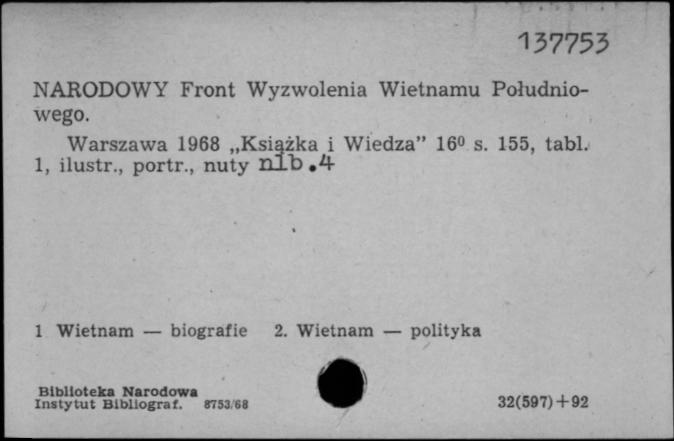 137753
NARODOWY Front Wyzwolenia Wietnamu Południo-
wego.
Warszawa 1968 „Książka i Wiedza” 16⁰ s. 155, tabl.
1, ilustr., portr., nuty nlb.4
1 Wietnam — biografie 2. Wietnam — polityka
Biblioteka Narodowa
Instytut Bibliograf. 8753/68
32(597)+92